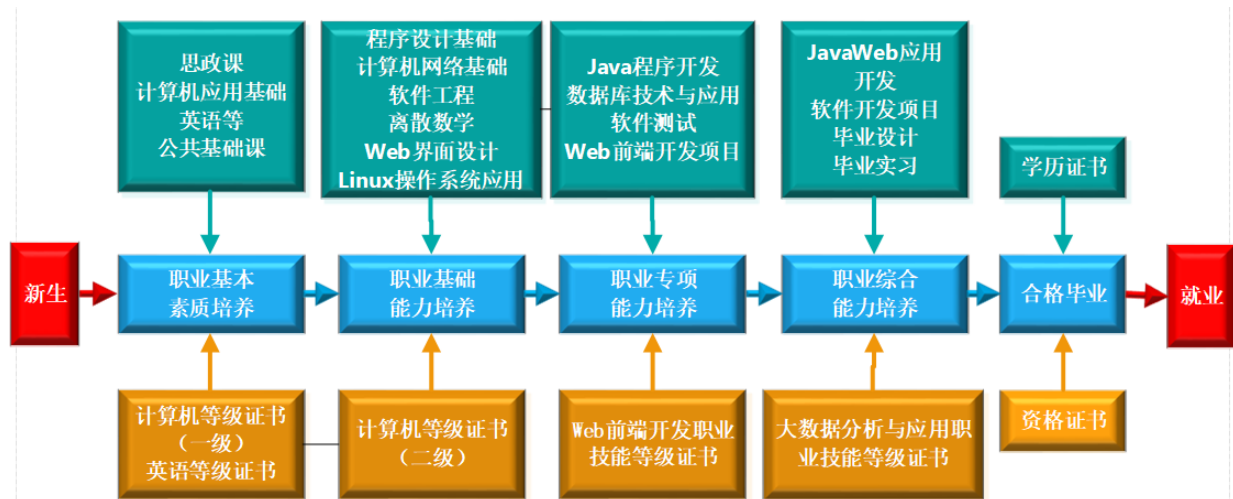 思政课
计算机应用基础
英语等
公共基础课
程序设计基础
计算机网络基础
软件工程
离散数学
Web界面设计
Linux操作系统应用
Java程序开发
数据库技术与应用
软件测试
Web前端开发项目
JavaWeb应用
开发
软件开发项目
毕业设计
毕业实习
学历证书
新生
职业基本
素质培养
职业基础
能力培养
职业专项
能力培养
职业综合
能力培养
合格毕业
就业
计算机等级证书
（一级）
英语等级证书
计算机等级证书
（二级）
Web前端开发职业
技能等级证书
大数据分析与应用职
业技能等级证书
资格证书